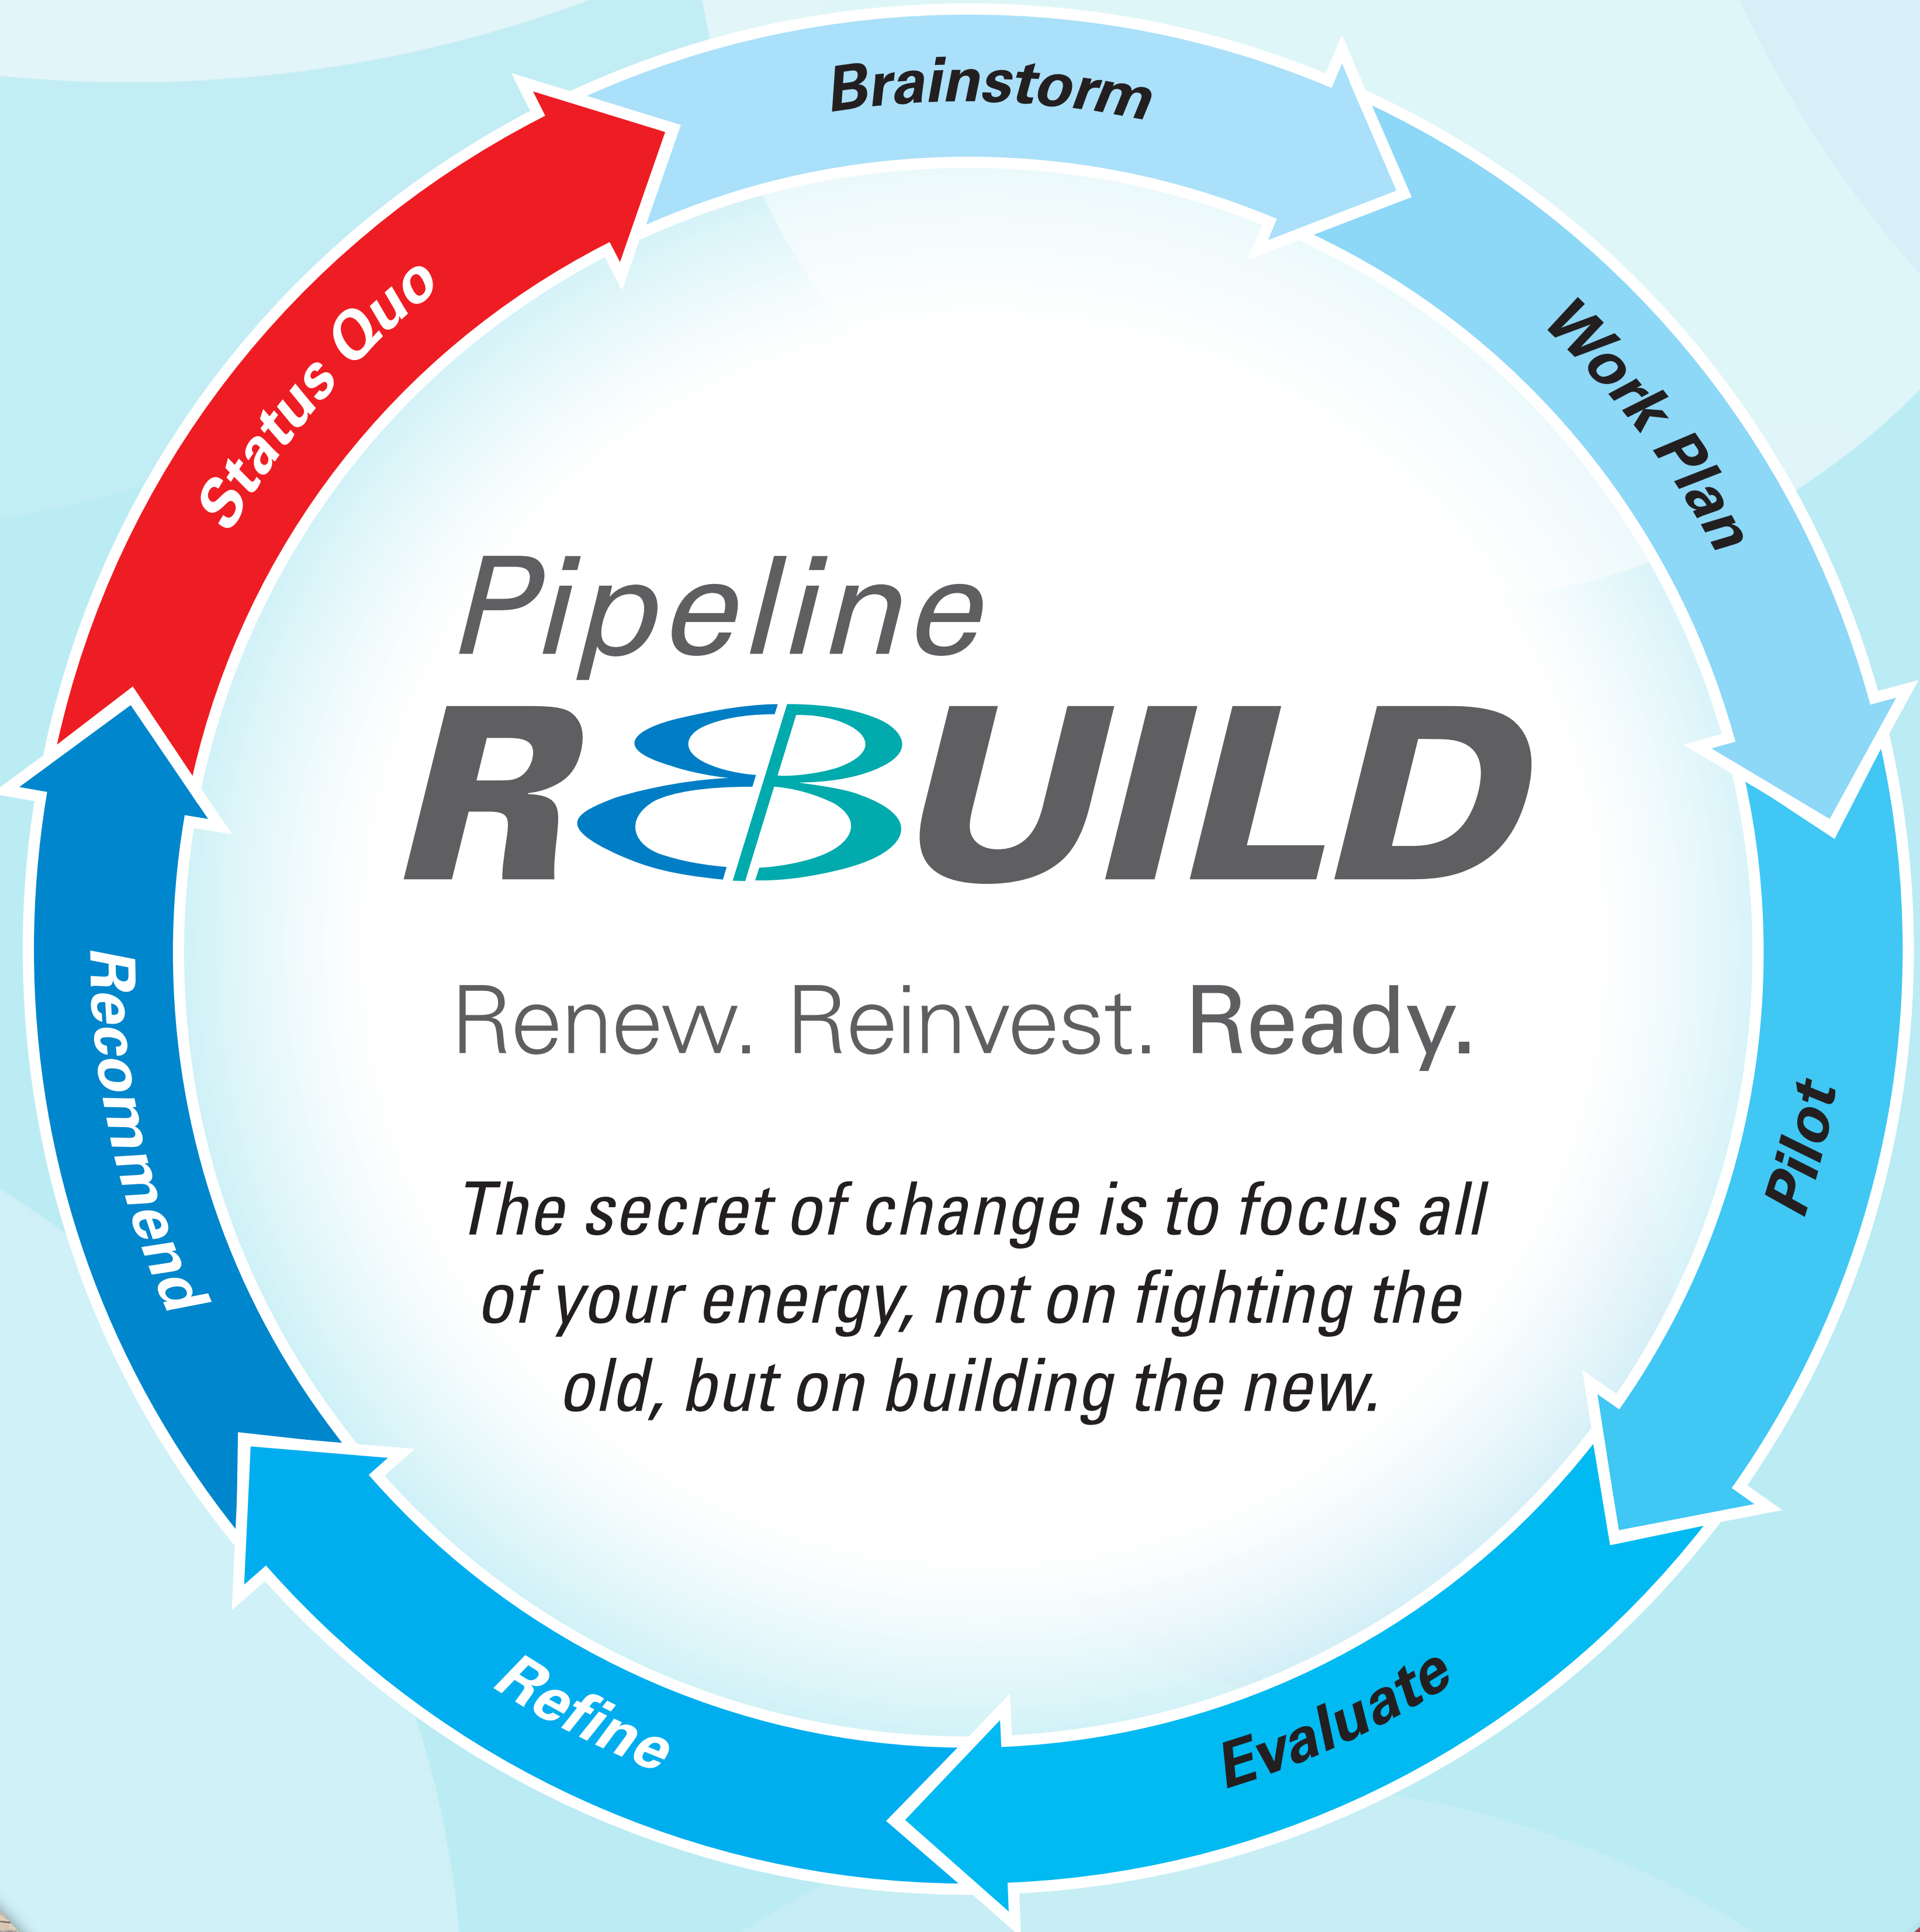 Brainstorm
Work Plan
Pilot
Evaluate
Refine
Recommend
Status Quo
Pipeline
REBUILD
Renew. Reinvest. Ready.
The secret of change is to focus all
of your energy, not on fighting the
old, but on building the new.